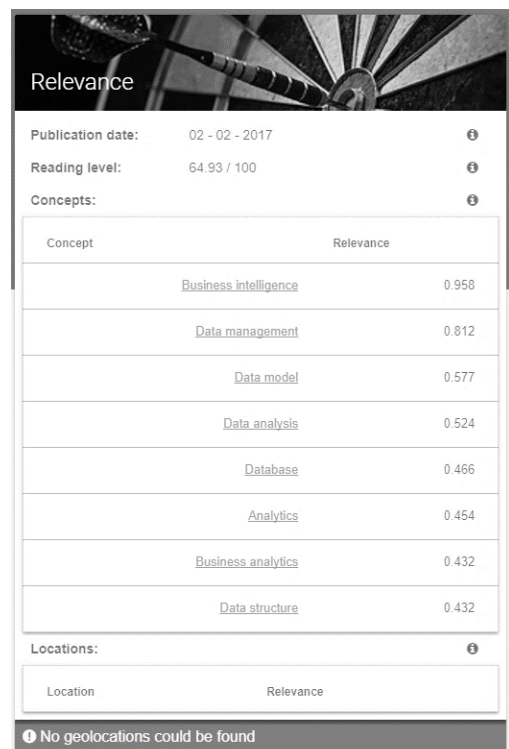 Relevance
Publication date: 02 - 02 - 2017
Reading level: 64.93 / 100
Concepts:
Concept Relevance
Business intelligence 0.958
Data management 0.812
Data model 0.577
Data analysis 0.524
Database 0.466
Analytics 0.454
Business analytics 0.432
Data structure 0.432
Locations:
Location Relevance
No geolocations could be found